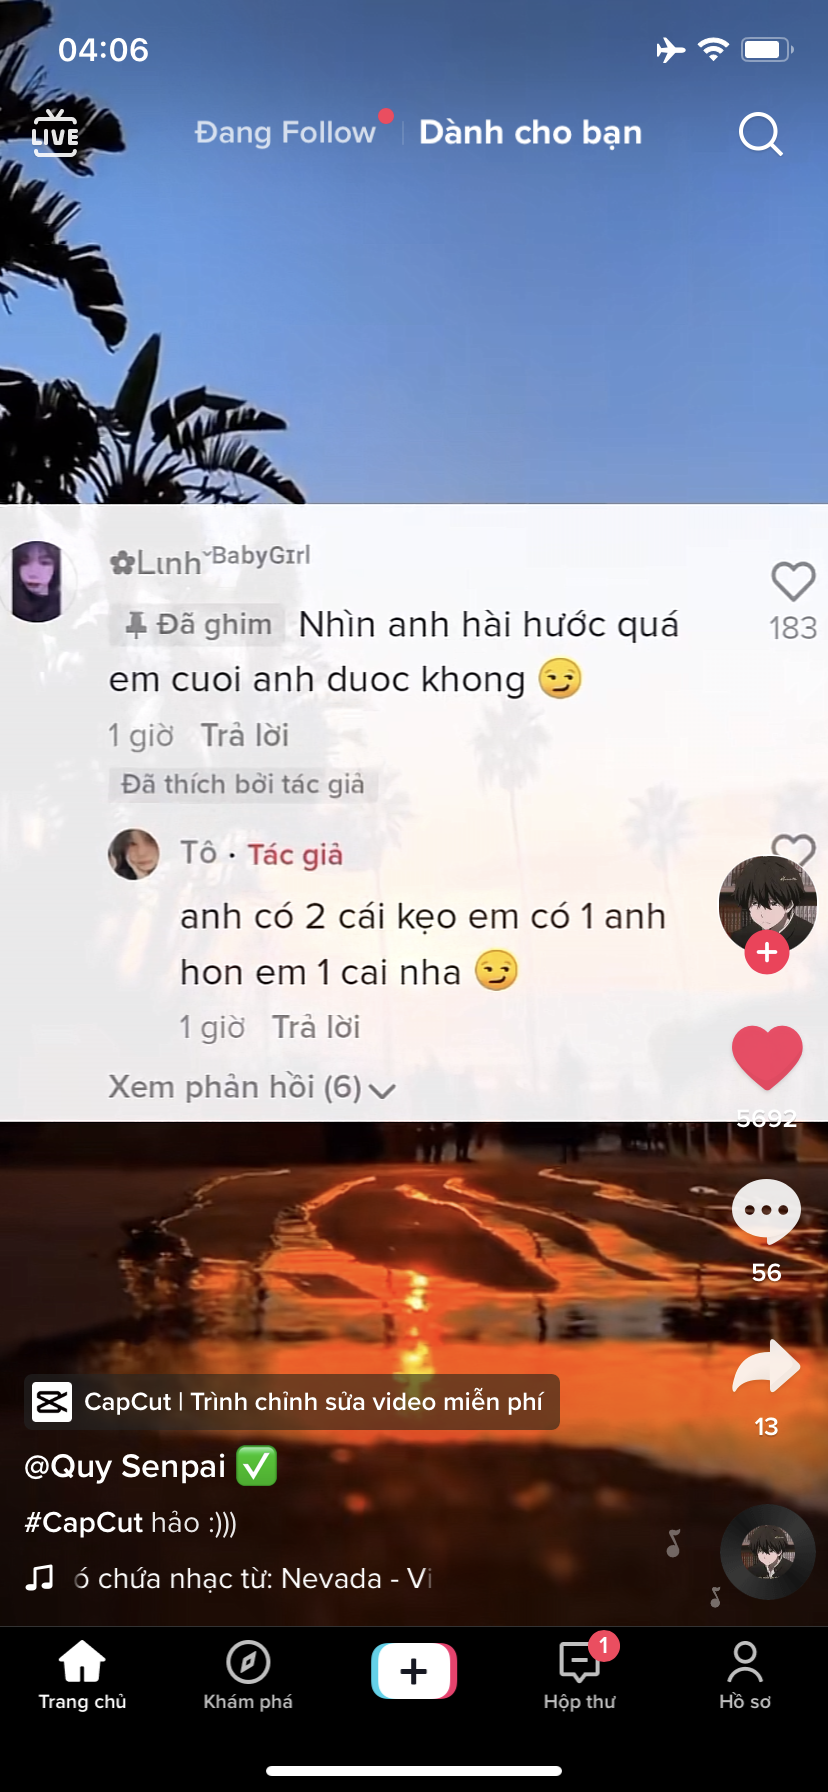 04:06
LIVE
Đang Follow
Dành cho bạn
✿Lɩnh˜BabyGɪrl
Đã ghim Nhìn anh hài hước quá
em cuoi anh duoc khong 😏
183
1 giờ Trả lời
Đã thích bởi tác giả
Tô · Tác giả
anh có 2 cái kẹo em có 1 anh
hon em 1 cai nha 😏
1 giờ Trả lời
Xem phản hồi (6)
5692
56
13
CapCut | Trình chỉnh sửa video miễn phí
@Quy Senpai ✅
#CapCut hảo :)))
ó chứa nhạc từ: Nevada - Vi
Trang chủ
Khám phá
1
Hộp thư
Hồ sơ